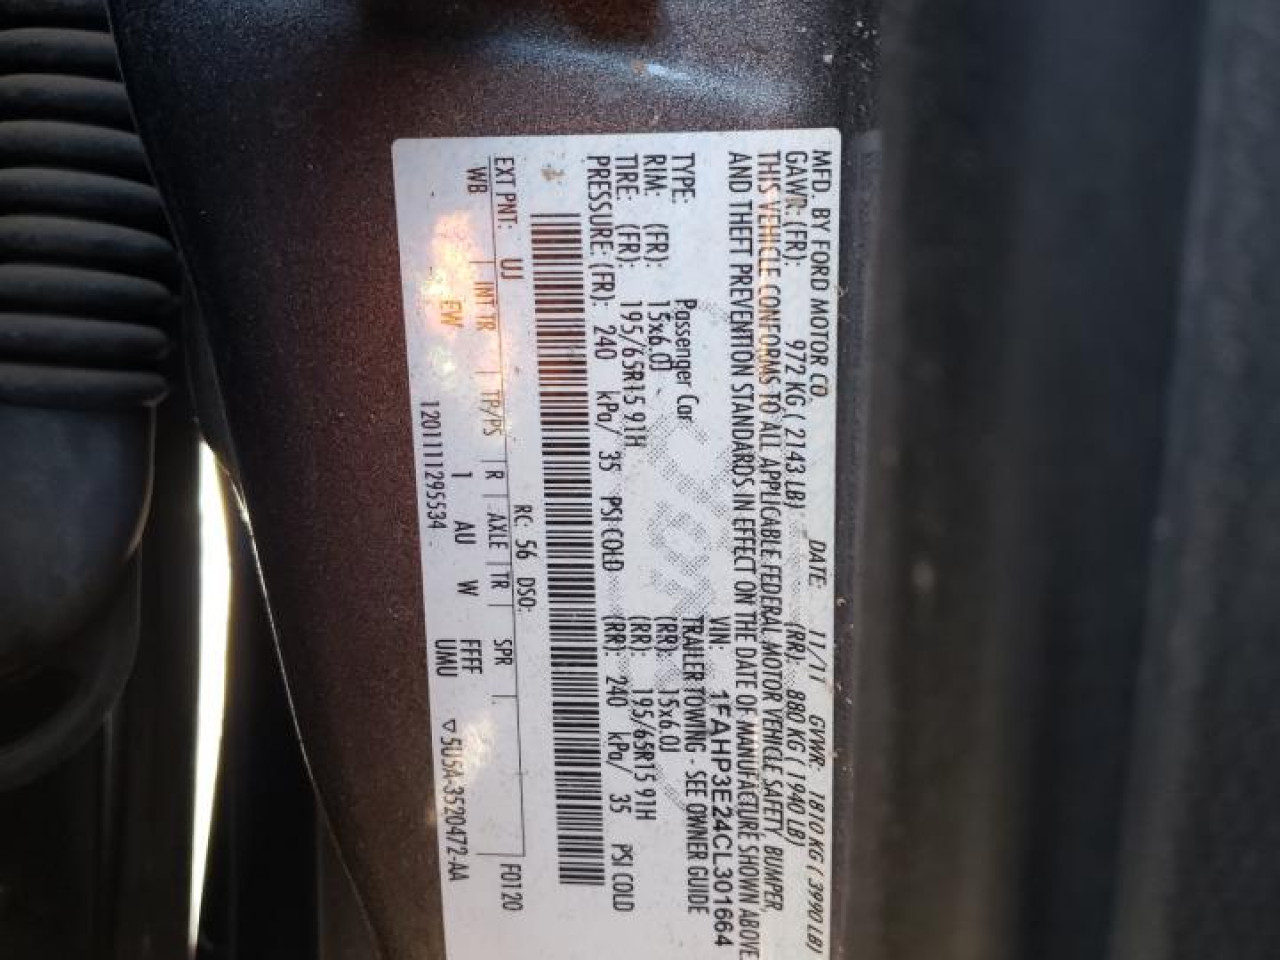 MFD. BY FORD MOTOR CO. DATE: 11/11 GVWR: 1810 KG ( 3990 LB)
GAWR: (FR): 972 KG ( 2143 LB) (RR): 880 KG ( 1940 LB)
THIS VEHICLE CONFORMS TO ALL APPLICABLE FEDERAL MOTOR VEHICLE SAFETY, BUMPER,
AND THEFT PREVENTION STANDARDS IN EFFECT ON THE DATE OF MANUFACTURE SHOWN ABOVE.
VIN: 1FAHP3E24CL301664
TYPE: Passenger Car TRAILER TOWING - SEE OWNER GUIDE
RIM: (FR): 15x6.0J (RR): 15x6.0J
TIRE: (FR): 195/65R15 91H (RR): 195/65R15 91H
PRESSURE: (FR): 240 kPa/ 35 PSI COLD (RR): 240 kPa/ 35 PSI COLD
EXT PNT: UJ RC: 56 DSO: F0120
WB INT TR TP/PS R AXLE TR SPR
EW 1 AU W FFFF
UMU
1201111295534 ▽5U5A-3520472-AA